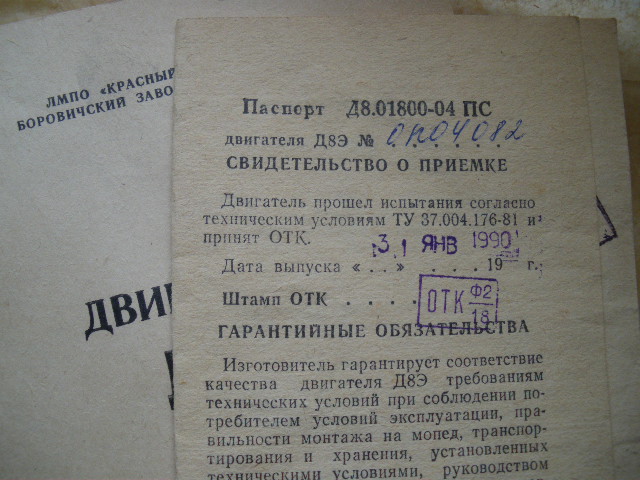 ЛМПО «КРАСНЫ
БОРОВИЧСКИЙ ЗАВО
ДВИ
Паспорт Д8.01800-04 ПС
двигателя Д8Э № ОП04082
СВИДЕТЕЛЬСТВО О ПРИЕМКЕ
Двигатель прошел испытания согласно
техническим условиям ТУ 37.004.176-81 и
принят ОТК.
31 ЯНВ 1990
Дата выпуска « . . » . . . . . 19 г.
Штамп ОТК . . . .
ОТК Ф2
18
ГАРАНТИЙНЫЕ ОБЯЗАТЕЛЬСТВА
Изготовитель гарантирует соответствие
качества двигателя Д8Э требованиям
технических условий при соблюдении по-
требителем условий эксплуатации, пра-
вильности монтажа на мопед, транспор-
тирования и хранения, установленных
техническими условиями, руководством